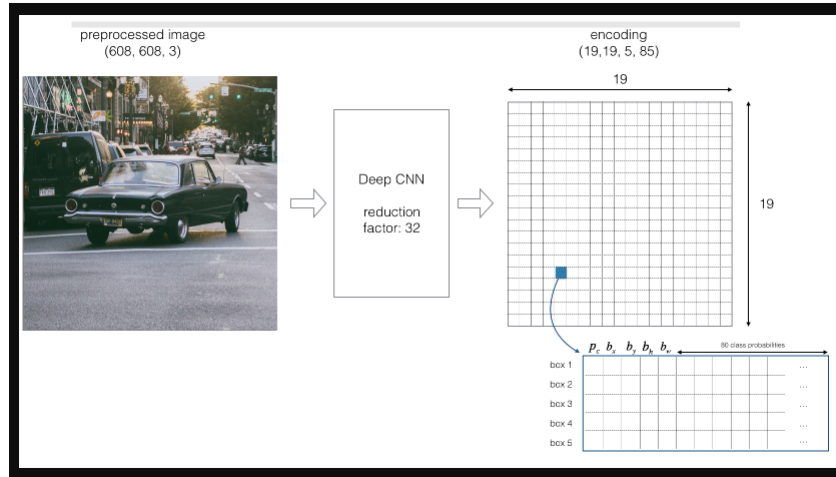 preprocessed image
(608, 608, 3)
encoding
(19,19, 5, 85)
19
Deep CNN
reduction
factor: 32
19
p_c b_x b_y b_h b_w
80 class probabilities
box 1 ...
box 2 ...
box 3 ...
box 4 ...
box 5 ...